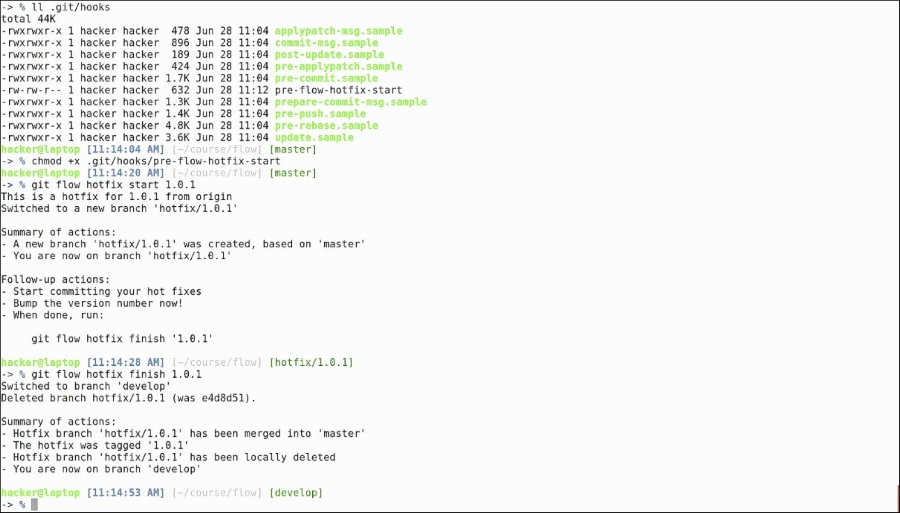 -> % ll .git/hooks
total 44K
-rwxrwxr-x 1 hacker hacker  478 Jun 28 11:04 applypatch-msg.sample
-rwxrwxr-x 1 hacker hacker  896 Jun 28 11:04 commit-msg.sample
-rwxrwxr-x 1 hacker hacker  189 Jun 28 11:04 post-update.sample
-rwxrwxr-x 1 hacker hacker  424 Jun 28 11:04 pre-applypatch.sample
-rwxrwxr-x 1 hacker hacker 1.7K Jun 28 11:04 pre-commit.sample
-rw-rw-r-- 1 hacker hacker  632 Jun 28 11:12 pre-flow-hotfix-start
-rwxrwxr-x 1 hacker hacker 1.3K Jun 28 11:04 prepare-commit-msg.sample
-rwxrwxr-x 1 hacker hacker 1.4K Jun 28 11:04 pre-push.sample
-rwxrwxr-x 1 hacker hacker 4.8K Jun 28 11:04 pre-rebase.sample
-rwxrwxr-x 1 hacker hacker 3.6K Jun 28 11:04 update.sample
hacker@laptop [11:14:04 AM] [~/course/flow] [master]
-> % chmod +x .git/hooks/pre-flow-hotfix-start
hacker@laptop [11:14:20 AM] [~/course/flow] [master]
-> % git flow hotfix start 1.0.1
This is a hotfix for 1.0.1 from origin
Switched to a new branch 'hotfix/1.0.1'
Summary of actions:
- A new branch 'hotfix/1.0.1' was created, based on 'master'
- You are now on branch 'hotfix/1.0.1'
Follow-up actions:
- Start committing your hot fixes
- Bump the version number now!
- When done, run:
git flow hotfix finish '1.0.1'
hacker@laptop [11:14:28 AM] [~/course/flow] [hotfix/1.0.1]
-> % git flow hotfix finish 1.0.1
Switched to branch 'develop'
Deleted branch hotfix/1.0.1 (was e4d8d51).
Summary of actions:
- Hotfix branch 'hotfix/1.0.1' has been merged into 'master'
- The hotfix was tagged '1.0.1'
- Hotfix branch 'hotfix/1.0.1' has been locally deleted
- You are now on branch 'develop'
hacker@laptop [11:14:53 AM] [~/course/flow] [develop]
-> %